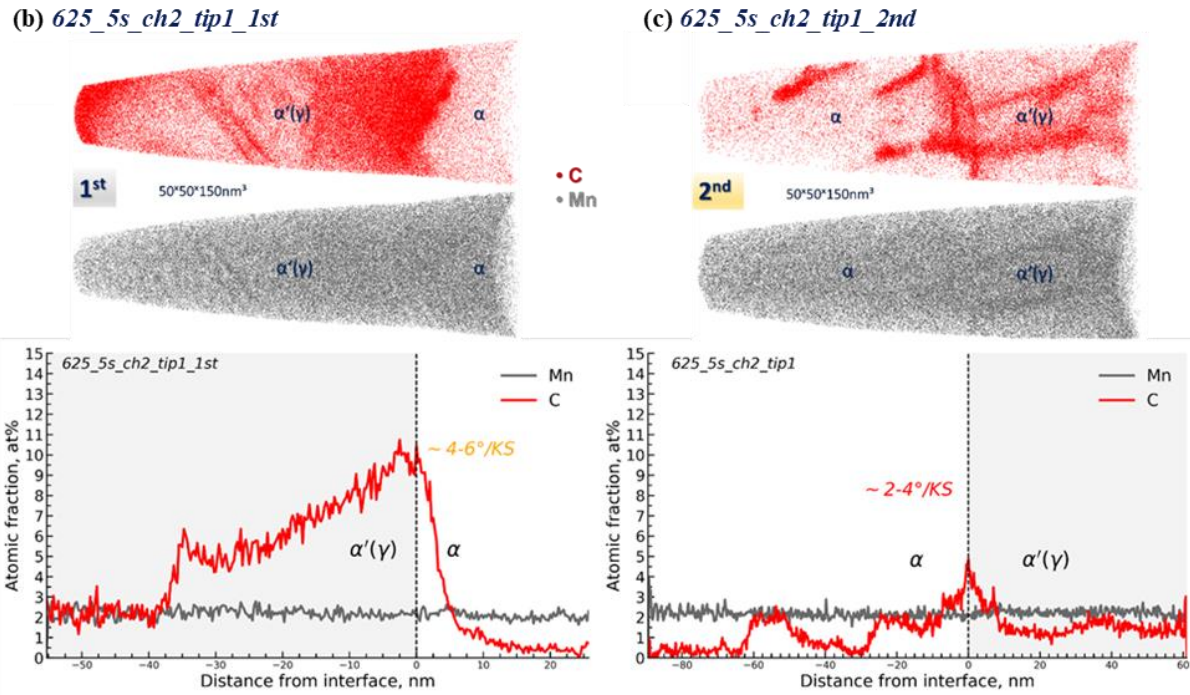 (b) 625_5s_ch2_tip1_1st
α′(γ)
α
1st
50*50*150nm³
• C
• Mn
α′(γ)
α
(c) 625_5s_ch2_tip1_2nd
α
α′(γ)
2nd
50*50*150nm³
α
α′(γ)
625_5s_ch2_tip1_1st
Mn
C
~ 4-6°/KS
α′(γ)
α
Atomic fraction, at%
15
14
13
12
11
10
9
8
7
6
5
4
3
2
1
0
−50 −40 −30 −20 −10 0 10 20
Distance from interface, nm
625_5s_ch2_tip1
Mn
C
~ 2-4°/KS
α
α′(γ)
Atomic fraction, at%
15
14
13
12
11
10
9
8
7
6
5
4
3
2
1
0
−80 −60 −40 −20 0 20 40 60
Distance from interface, nm